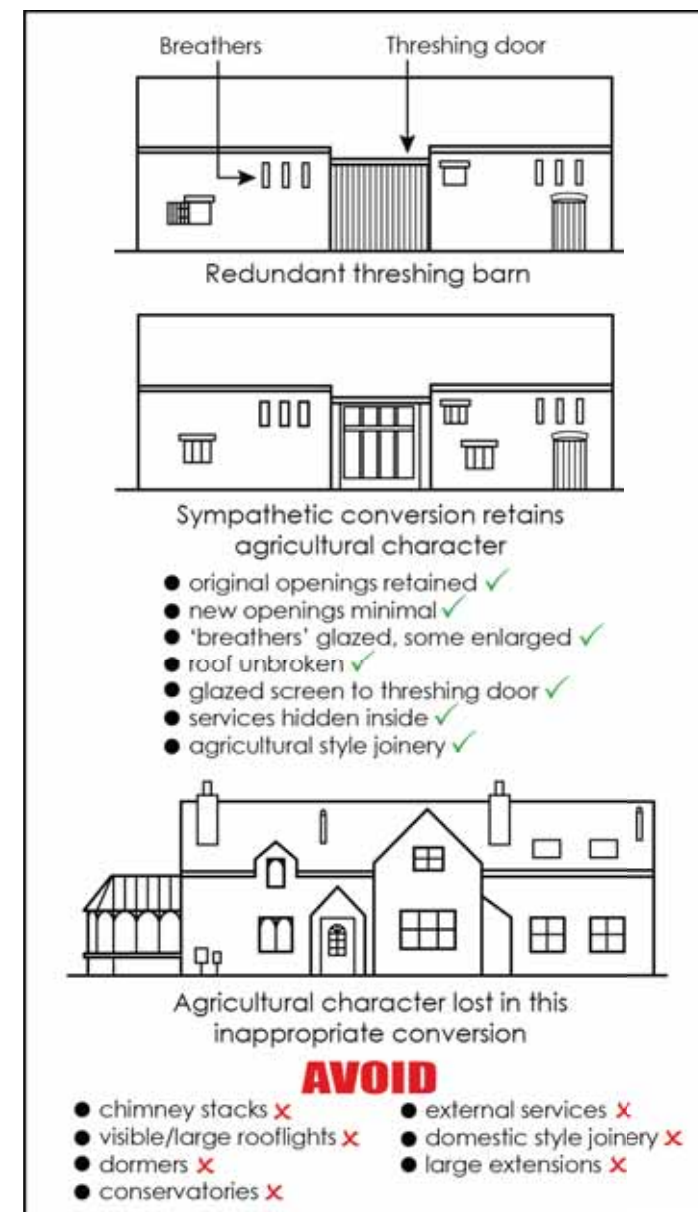 Breathers
Threshing door
Redundant threshing barn
Sympathetic conversion retains
agricultural character
● original openings retained ✓
● new openings minimal ✓
● ‘breathers’ glazed, some enlarged ✓
● roof unbroken ✓
● glazed screen to threshing door ✓
● services hidden inside ✓
● agricultural style joinery ✓
Agricultural character lost in this
inappropriate conversion
AVOID
● chimney stacks ✗
● visible/large rooflights ✗
● dormers ✗
● conservatories ✗
● external services ✗
● domestic style joinery ✗
● large extensions ✗